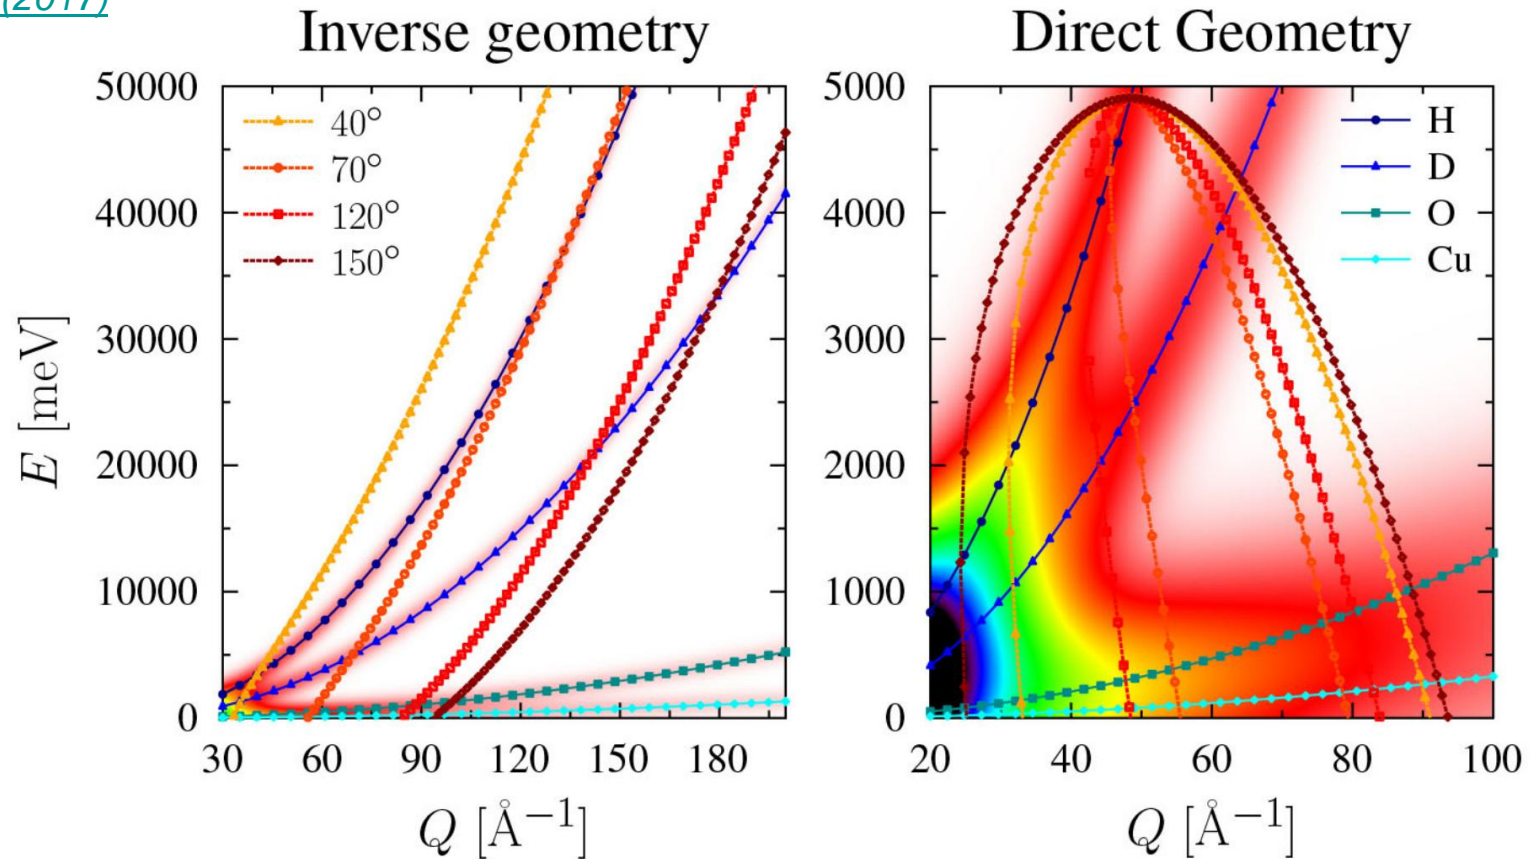 (2017)
Inverse geometry
50000
40000
30000
20000
10000
0
E [meV]
40°
70°
120°
150°
30 60 90 120 150 180
Q [Å⁻¹]
Direct Geometry
5000
4000
3000
2000
1000
0
H
D
O
Cu
20 40 60 80 100
Q [Å⁻¹]